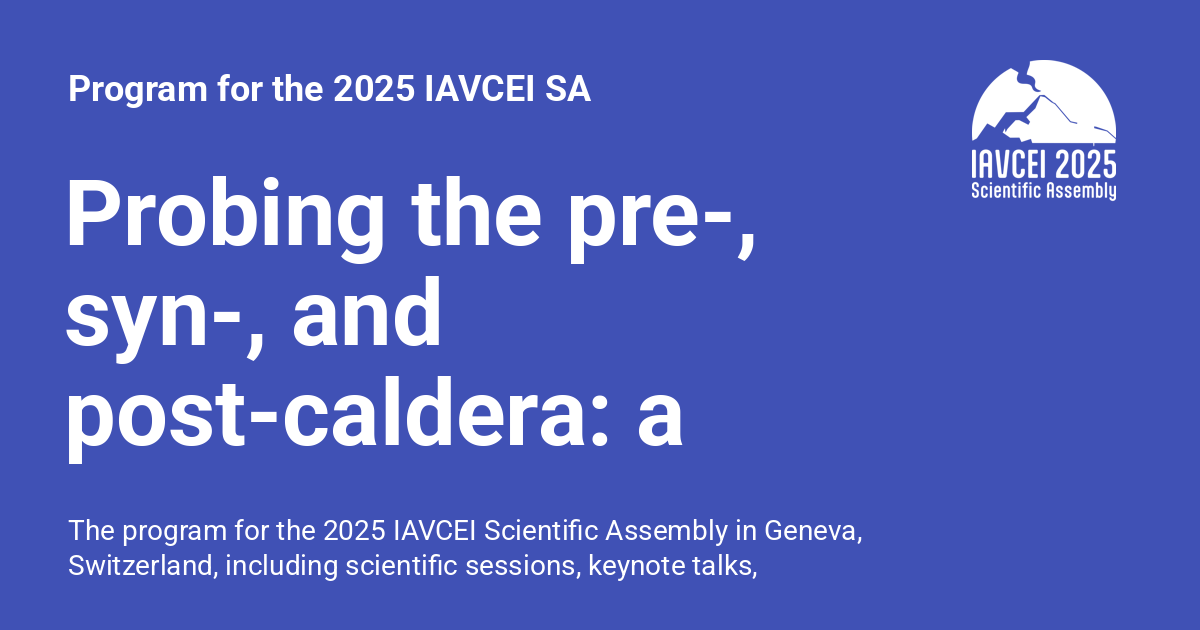 Program for the 2025 IAVCEI SA
IAVCEI 2025
Scientific Assembly
Probing the pre-,
syn-, and
post-caldera: a
The program for the 2025 IAVCEI Scientific Assembly in Geneva,
Switzerland, including scientific sessions, keynote talks,